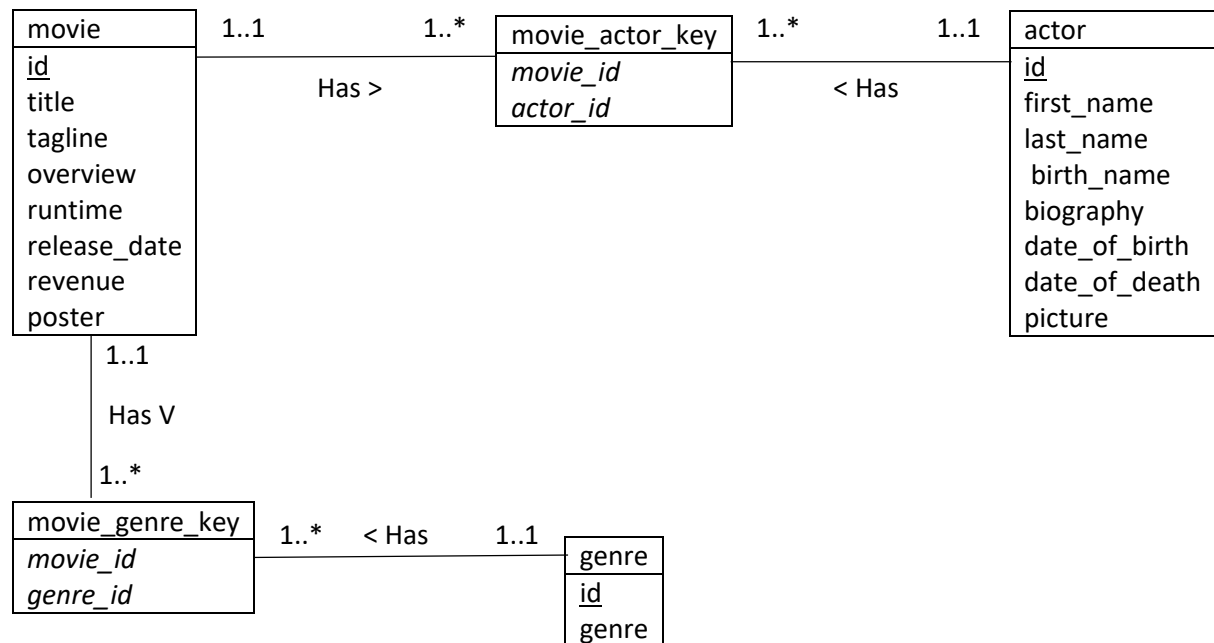 movie
id
title
tagline
overview
runtime
release_date
revenue
poster
1..1 1..*
Has >
movie_actor_key
movie_id
actor_id
1..* 1..1
< Has
actor
id
first_name
last_name
birth_name
biography
date_of_birth
date_of_death
picture
1..1
Has V
1..*
movie_genre_key
movie_id
genre_id
1..* < Has 1..1
genre
id
genre